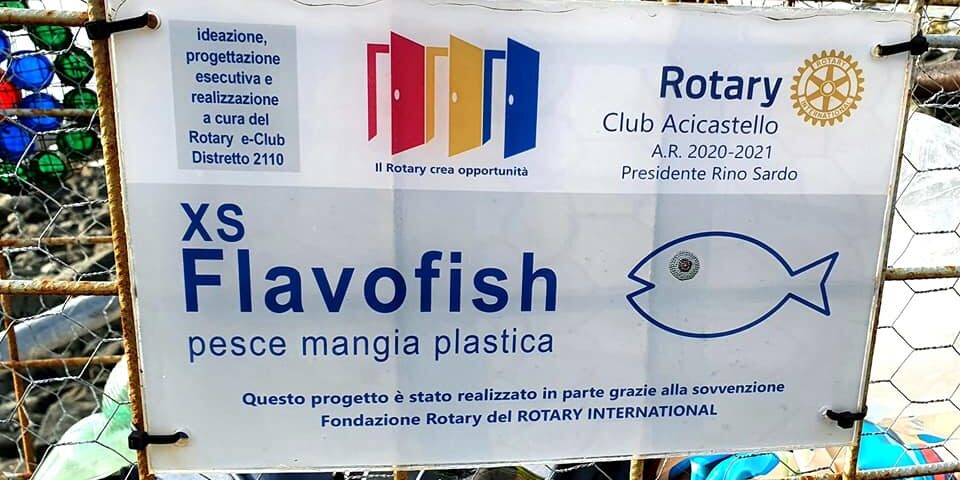 ideazione,
progettazione
esecutiva e
realizzazione
a cura del
Rotary e-Club
Distretto 2110
Il Rotary crea opportunità
Rotary
ROTARY
INTERNATIONAL
Club Acicastello
A.R. 2020-2021
Presidente Rino Sardo
XS
Flavofish
pesce mangia plastica
Questo progetto è stato realizzato in parte grazie alla sovvenzione
Fondazione Rotary del ROTARY INTERNATIONAL